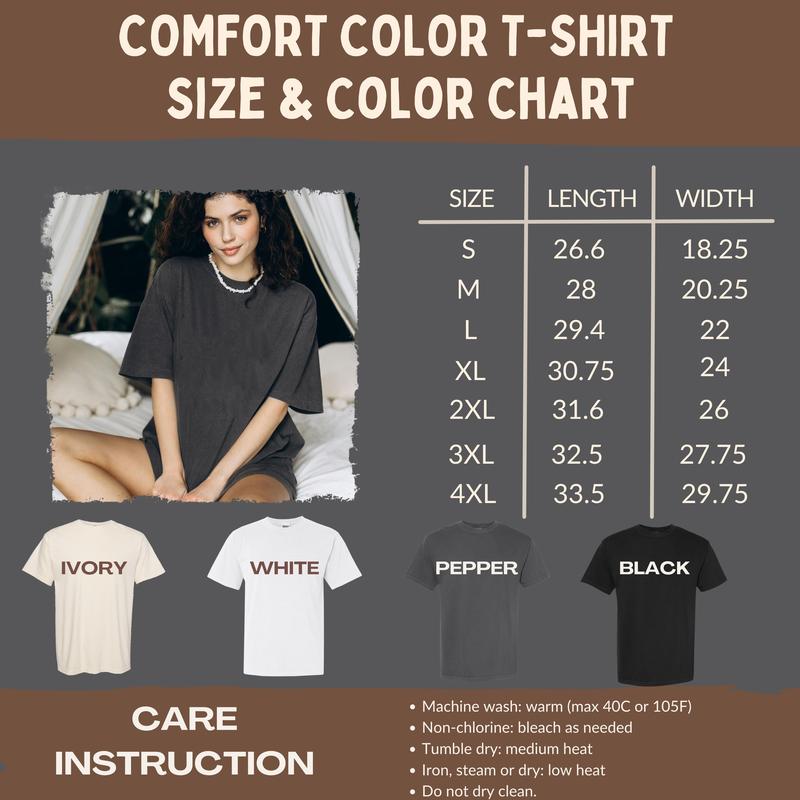 COMFORT COLOR T-SHIRT
SIZE & COLOR CHART
SIZE LENGTH WIDTH
S 26.6 18.25
M 28 20.25
L 29.4 22
XL 30.75 24
2XL 31.6 26
3XL 32.5 27.75
4XL 33.5 29.75
IVORY WHITE PEPPER BLACK
CARE
INSTRUCTION
• Machine wash: warm (max 40C or 105F)
• Non-chlorine: bleach as needed
• Tumble dry: medium heat
• Iron, steam or dry: low heat
• Do not dry clean.